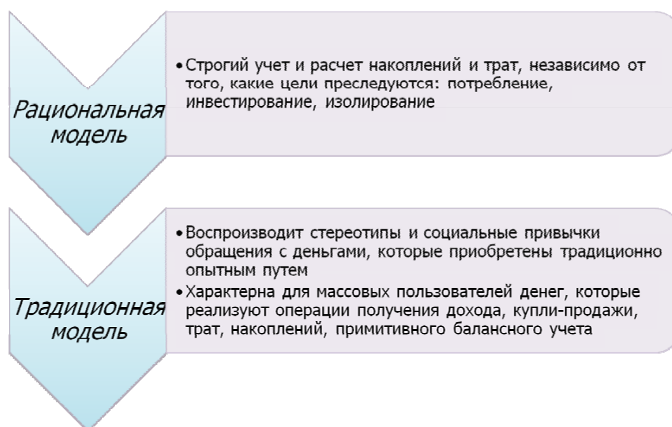 Рациональная
модель
•Строгий учет и расчет накоплений и трат, независимо от
того, какие цели преследуются: потребление,
инвестирование, изолирование
Традиционная
модель
•Воспроизводит стереотипы и социальные привычки
обращения с деньгами, которые приобретены традиционно
опытным путем
•Характерна для массовых пользователей денег, которые
реализуют операции получения дохода, купли-продажи,
трат, накоплений, примитивного балансного учета